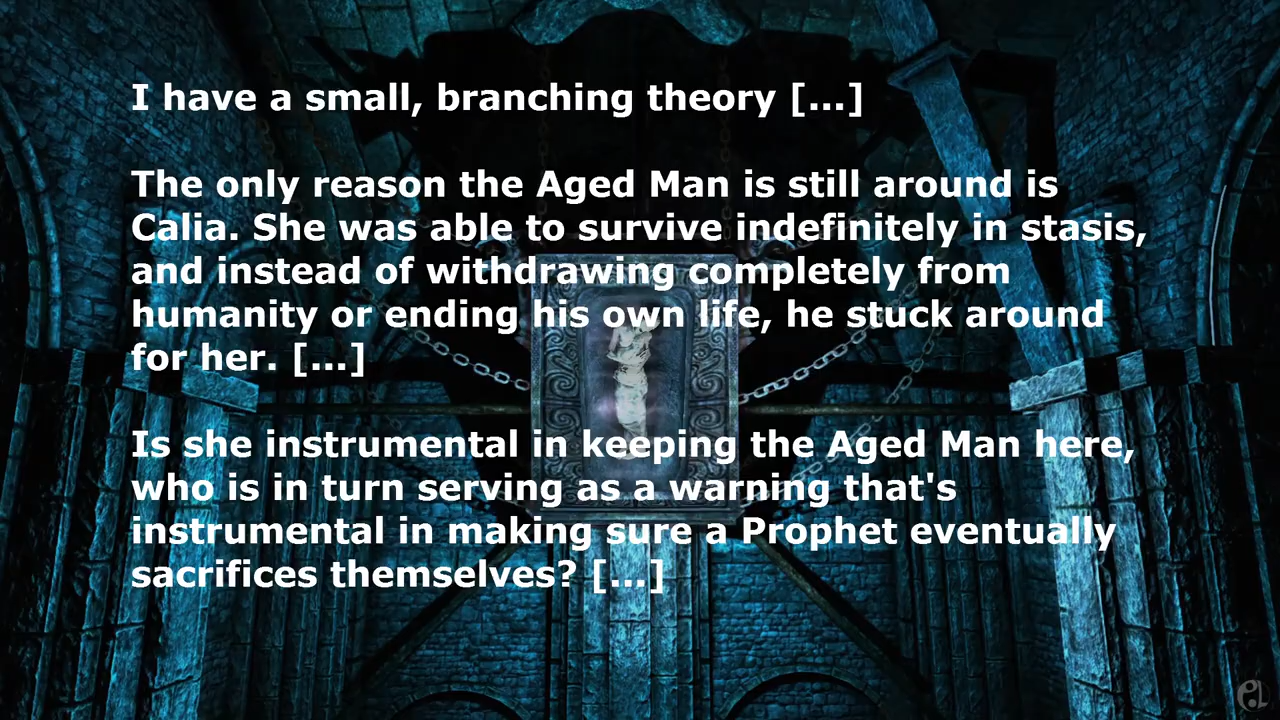 I have a small, branching theory [...]
The only reason the Aged Man is still around is
Calia. She was able to survive indefinitely in stasis,
and instead of withdrawing completely from
humanity or ending his own life, he stuck around
for her. [...]
Is she instrumental in keeping the Aged Man here,
who is in turn serving as a warning that's
instrumental in making sure a Prophet eventually
sacrifices themselves? [...]